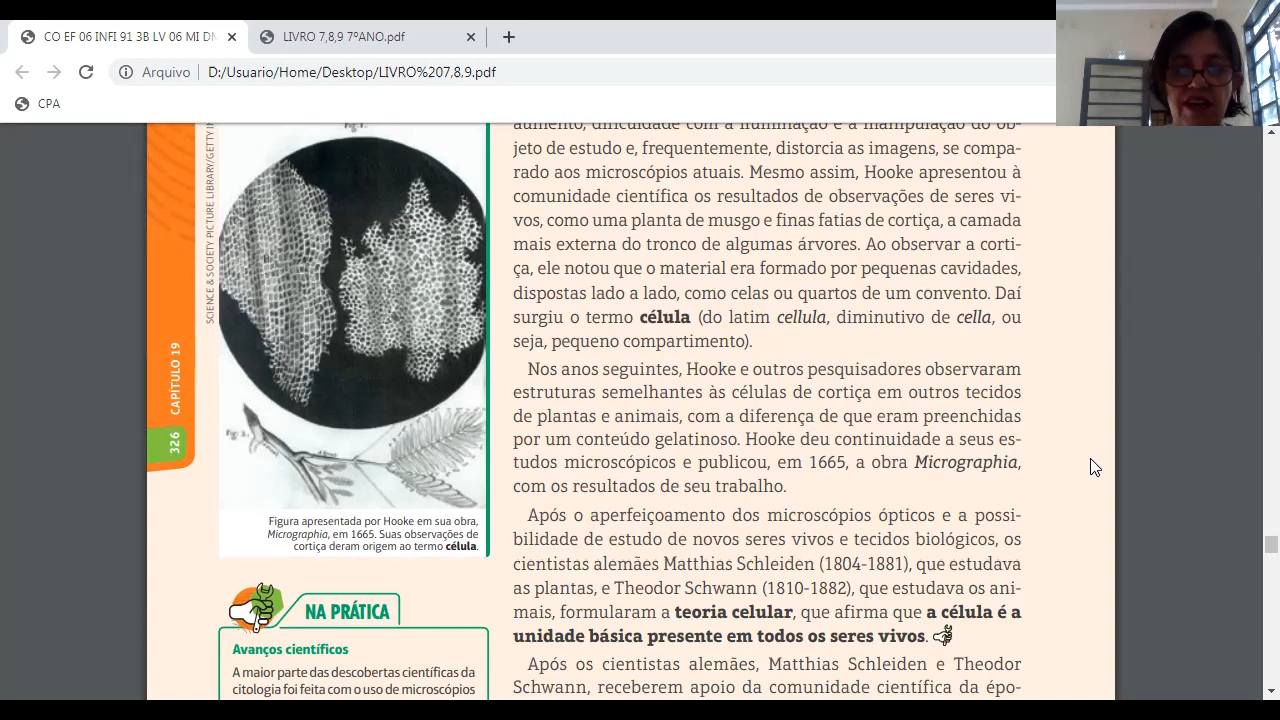 CO EF 06 INFI 91 3B LV 06 MI DM
LIVRO 7,8,9 7ºANO.pdf
Arquivo
D:/Usuario/Home/Desktop/LIVRO%207,8,9.pdf
CPA
SCIENCE & SOCIETY PICTURE LIBRARY/GETTY
CAPÍTULO 19
326
Figura apresentada por Hooke em sua obra,
Micrographia, em 1665. Suas observações de
cortiça deram origem ao termo célula.
NA PRÁTICA
Avanços científicos
A maior parte das descobertas científicas da
citologia foi feita com o uso de microscópios
aumento, dificuldade com a iluminação e a manipulação do ob-
jeto de estudo e, frequentemente, distorcia as imagens, se compa-
rado aos microscópios atuais. Mesmo assim, Hooke apresentou à
comunidade científica os resultados de observações de seres vi-
vos, como uma planta de musgo e finas fatias de cortiça, a camada
mais externa do tronco de algumas árvores. Ao observar a corti-
ça, ele notou que o material era formado por pequenas cavidades,
dispostas lado a lado, como celas ou quartos de um convento. Daí
surgiu o termo célula (do latim cellula, diminutivo de cella, ou
seja, pequeno compartimento).
Nos anos seguintes, Hooke e outros pesquisadores observaram
estruturas semelhantes às células de cortiça em outros tecidos
de plantas e animais, com a diferença de que eram preenchidas
por um conteúdo gelatinoso. Hooke deu continuidade a seus es-
tudos microscópicos e publicou, em 1665, a obra Micrographia,
com os resultados de seu trabalho.
Após o aperfeiçoamento dos microscópios ópticos e a possi-
bilidade de estudo de novos seres vivos e tecidos biológicos, os
cientistas alemães Matthias Schleiden (1804-1881), que estudava
as plantas, e Theodor Schwann (1810-1882), que estudava os ani-
mais, formularam a teoria celular, que afirma que a célula é a
unidade básica presente em todos os seres vivos.
Após os cientistas alemães, Matthias Schleiden e Theodor
Schwann, receberem apoio da comunidade científica da épo-